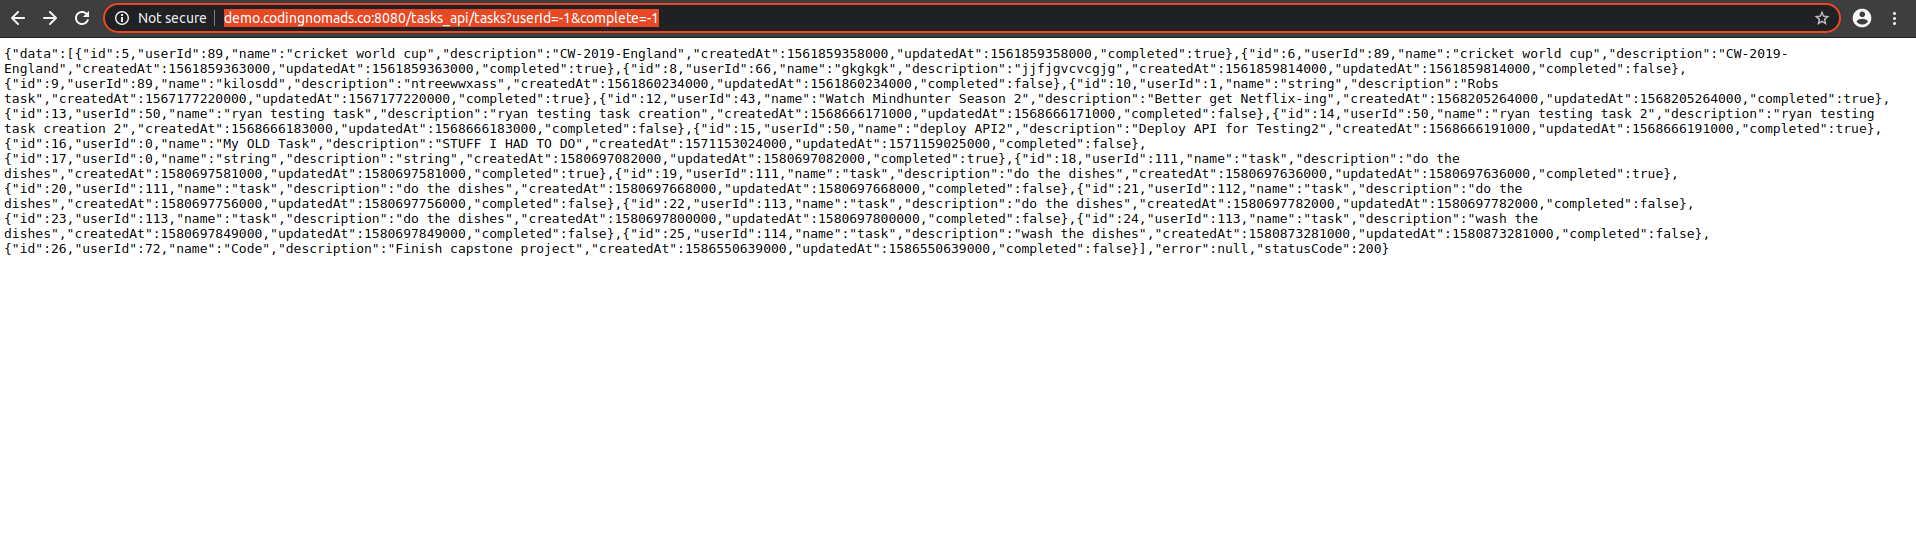 Not secure | demo.codingnomads.co:8080/tasks_api/tasks?userId=-1&complete=-1
{"data":[{"id":5,"userId":89,"name":"cricket world cup","description":"CW-2019-England","createdAt":1561859358000,"updatedAt":1561859358000,"completed":true},{"id":6,"userId":89,"name":"cricket world cup","description":"CW-2019-
England","createdAt":1561859363000,"updatedAt":1561859363000,"completed":true},{"id":8,"userId":66,"name":"gkgkgk","description":"jjfjgvcvcgjg","createdAt":1561859814000,"updatedAt":1561859814000,"completed":false},
{"id":9,"userId":89,"name":"kilosdd","description":"ntreewwxass","createdAt":1561860234000,"updatedAt":1561860234000,"completed":false},{"id":10,"userId":1,"name":"string","description":"Robs
task","createdAt":1567177220000,"updatedAt":1567177220000,"completed":true},{"id":12,"userId":43,"name":"Watch Mindhunter Season 2","description":"Better get Netflix-ing","createdAt":1568205264000,"updatedAt":1568205264000,"completed":true},
{"id":13,"userId":50,"name":"ryan testing task","description":"ryan testing task creation","createdAt":1568666171000,"updatedAt":1568666171000,"completed":false},{"id":14,"userId":50,"name":"ryan testing task 2","description":"ryan testing
task creation 2","createdAt":1568666183000,"updatedAt":1568666183000,"completed":false},{"id":15,"userId":50,"name":"deploy API2","description":"Deploy API for Testing2","createdAt":1568666191000,"updatedAt":1568666191000,"completed":true},
{"id":16,"userId":0,"name":"My OLD Task","description":"STUFF I HAD TO DO","createdAt":1571153024000,"updatedAt":1571159025000,"completed":false},
{"id":17,"userId":0,"name":"string","description":"string","createdAt":1580697082000,"updatedAt":1580697082000,"completed":true},{"id":18,"userId":111,"name":"task","description":"do the
dishes","createdAt":1580697581000,"updatedAt":1580697581000,"completed":true},{"id":19,"userId":111,"name":"task","description":"do the dishes","createdAt":1580697636000,"updatedAt":1580697636000,"completed":true},
{"id":20,"userId":111,"name":"task","description":"do the dishes","createdAt":1580697668000,"updatedAt":1580697668000,"completed":false},{"id":21,"userId":112,"name":"task","description":"do the
dishes","createdAt":1580697756000,"updatedAt":1580697756000,"completed":false},{"id":22,"userId":113,"name":"task","description":"do the dishes","createdAt":1580697782000,"updatedAt":1580697782000,"completed":false},
{"id":23,"userId":113,"name":"task","description":"do the dishes","createdAt":1580697800000,"updatedAt":1580697800000,"completed":false},{"id":24,"userId":113,"name":"task","description":"wash the
dishes","createdAt":1580697849000,"updatedAt":1580697849000,"completed":false},{"id":25,"userId":114,"name":"task","description":"wash the dishes","createdAt":1580873281000,"updatedAt":1580873281000,"completed":false},
{"id":26,"userId":72,"name":"Code","description":"Finish capstone project","createdAt":1586550639000,"updatedAt":1586550639000,"completed":false}],"error":null,"statusCode":200}